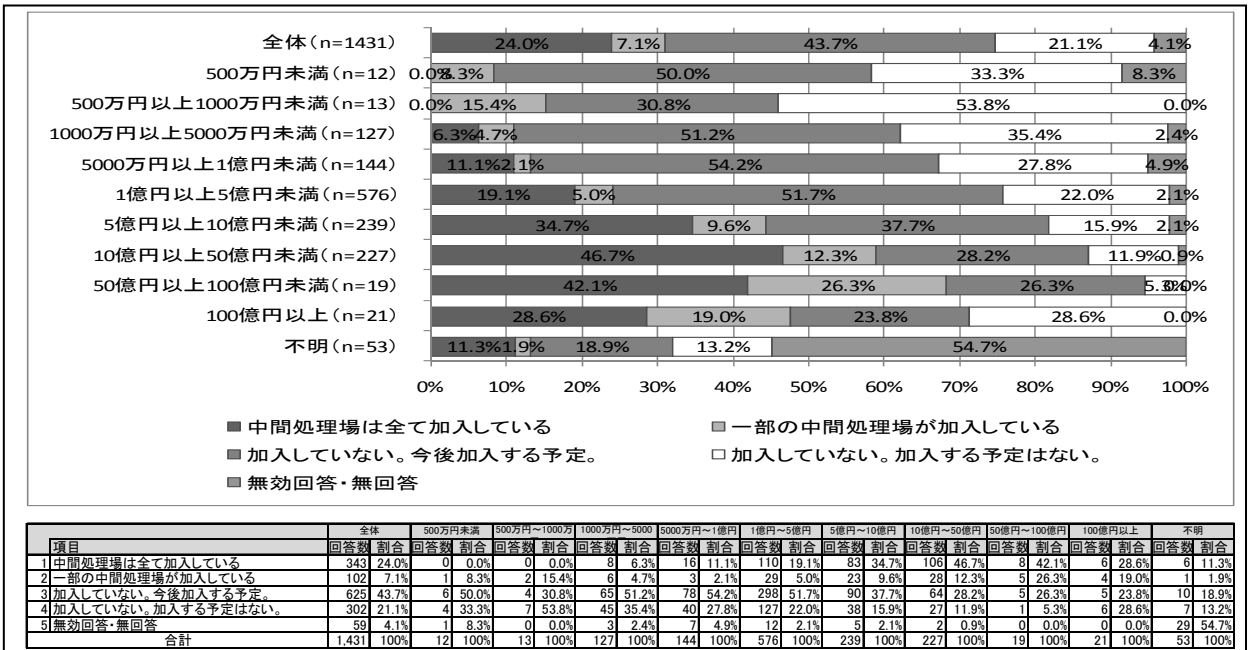 全体(n=1431) 24.0% 7.1% 43.7% 21.1% 4.1%
500万円未満(n=12) 0.0% 8.3% 50.0% 33.3% 8.3%
500万円以上1000万円未満(n=13) 0.0% 15.4% 30.8% 53.8% 0.0%
1000万円以上5000万円未満(n=127) 6.3% 4.7% 51.2% 35.4% 2.4%
5000万円以上1億円未満(n=144) 11.1% 2.1% 54.2% 27.8% 4.9%
1億円以上5億円未満(n=576) 19.1% 5.0% 51.7% 22.0% 2.1%
5億円以上10億円未満(n=239) 34.7% 9.6% 37.7% 15.9% 2.1%
10億円以上50億円未満(n=227) 46.7% 12.3% 28.2% 11.9% 0.9%
50億円以上100億円未満(n=19) 42.1% 26.3% 26.3% 5.3% 0.0%
100億円以上(n=21) 28.6% 19.0% 23.8% 28.6% 0.0%
不明(n=53) 11.3% 1.9% 18.9% 13.2% 54.7%
0% 10% 20% 30% 40% 50% 60% 70% 80% 90% 100%
中間処理場は全て加入している 一部の中間処理場が加入している
加入していない。今後加入する予定。 加入していない。加入する予定はない。
無効回答・無回答
全体 500万円未満 500万円~1000万 1000万円~5000 5000万円~1億円 1億円~5億円 5億円~10億円 10億円~50億円 50億円~100億円 100億円以上 不明
項目 回答数 割合 回答数 割合 回答数 割合 回答数 割合 回答数 割合 回答数 割合 回答数 割合 回答数 割合 回答数 割合 回答数 割合 回答数 割合
1 中間処理場は全て加入している 343 24.0% 0 0.0% 0 0.0% 8 6.3% 16 11.1% 110 19.1% 83 34.7% 106 46.7% 8 42.1% 6 28.6% 6 11.3%
2 一部の中間処理場が加入している 102 7.1% 1 8.3% 2 15.4% 6 4.7% 3 2.1% 29 5.0% 23 9.6% 28 12.3% 5 26.3% 4 19.0% 1 1.9%
3 加入していない。今後加入する予定。 625 43.7% 6 50.0% 4 30.8% 65 51.2% 78 54.2% 298 51.7% 90 37.7% 64 28.2% 5 26.3% 5 23.8% 10 18.9%
4 加入していない。加入する予定はない。 302 21.1% 4 33.3% 7 53.8% 45 35.4% 40 27.8% 127 22.0% 38 15.9% 27 11.9% 1 5.3% 6 28.6% 7 13.2%
5 無効回答・無回答 59 4.1% 1 8.3% 0 0.0% 3 2.4% 7 4.9% 12 2.1% 5 2.1% 2 0.9% 0 0.0% 0 0.0% 29 54.7%
合計 1,431 100% 12 100% 13 100% 127 100% 144 100% 576 100% 239 100% 227 100% 19 100% 21 100% 53 100%